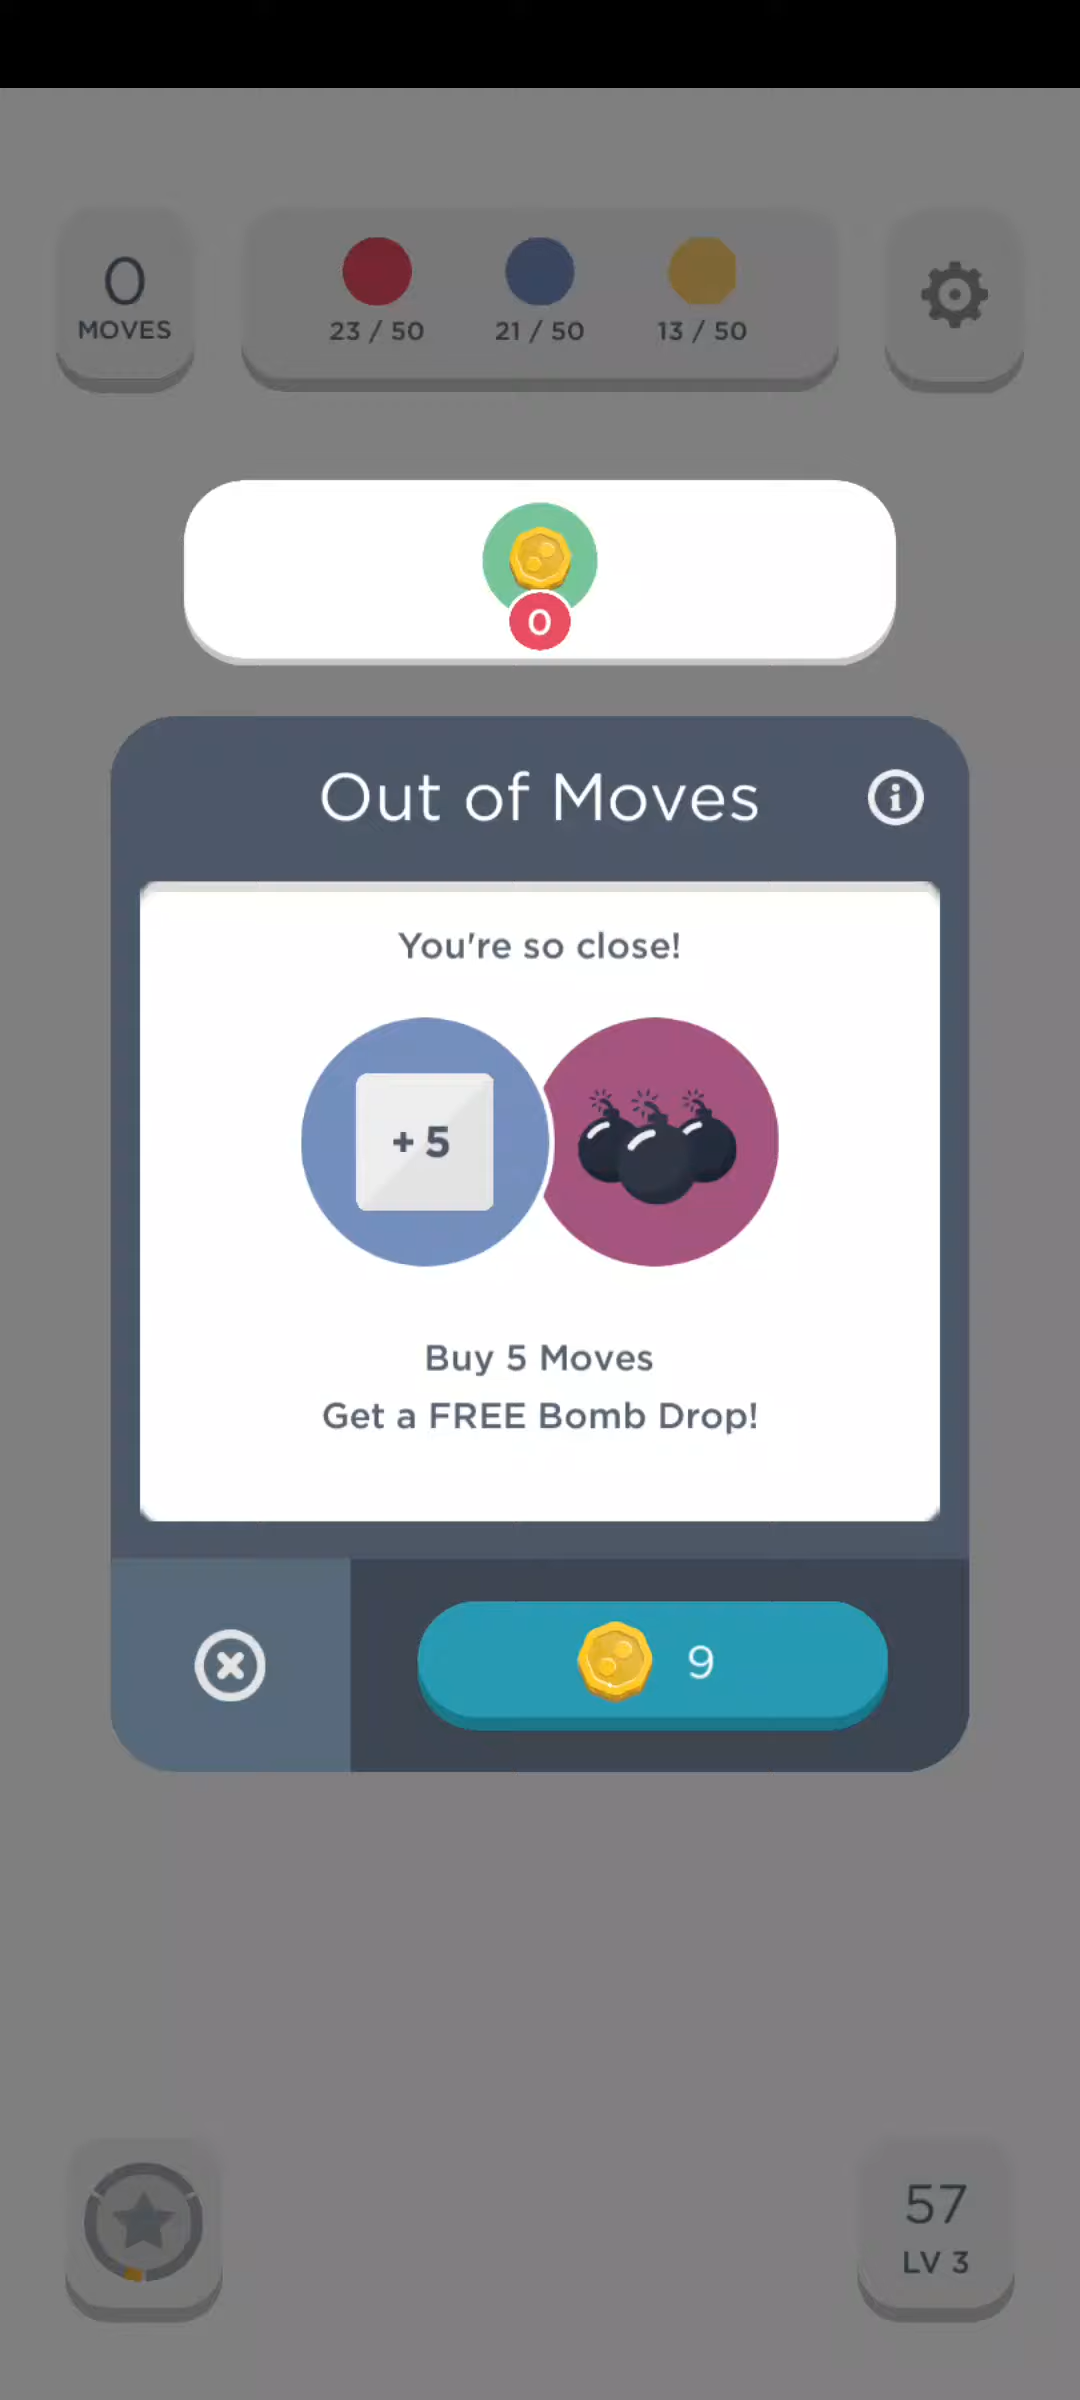 0
MOVES
23 / 50
21 / 50
13 / 50
0
Out of Moves
You're so close!
+ 5
Buy 5 Moves
Get a FREE Bomb Drop!
9
57
LV 3